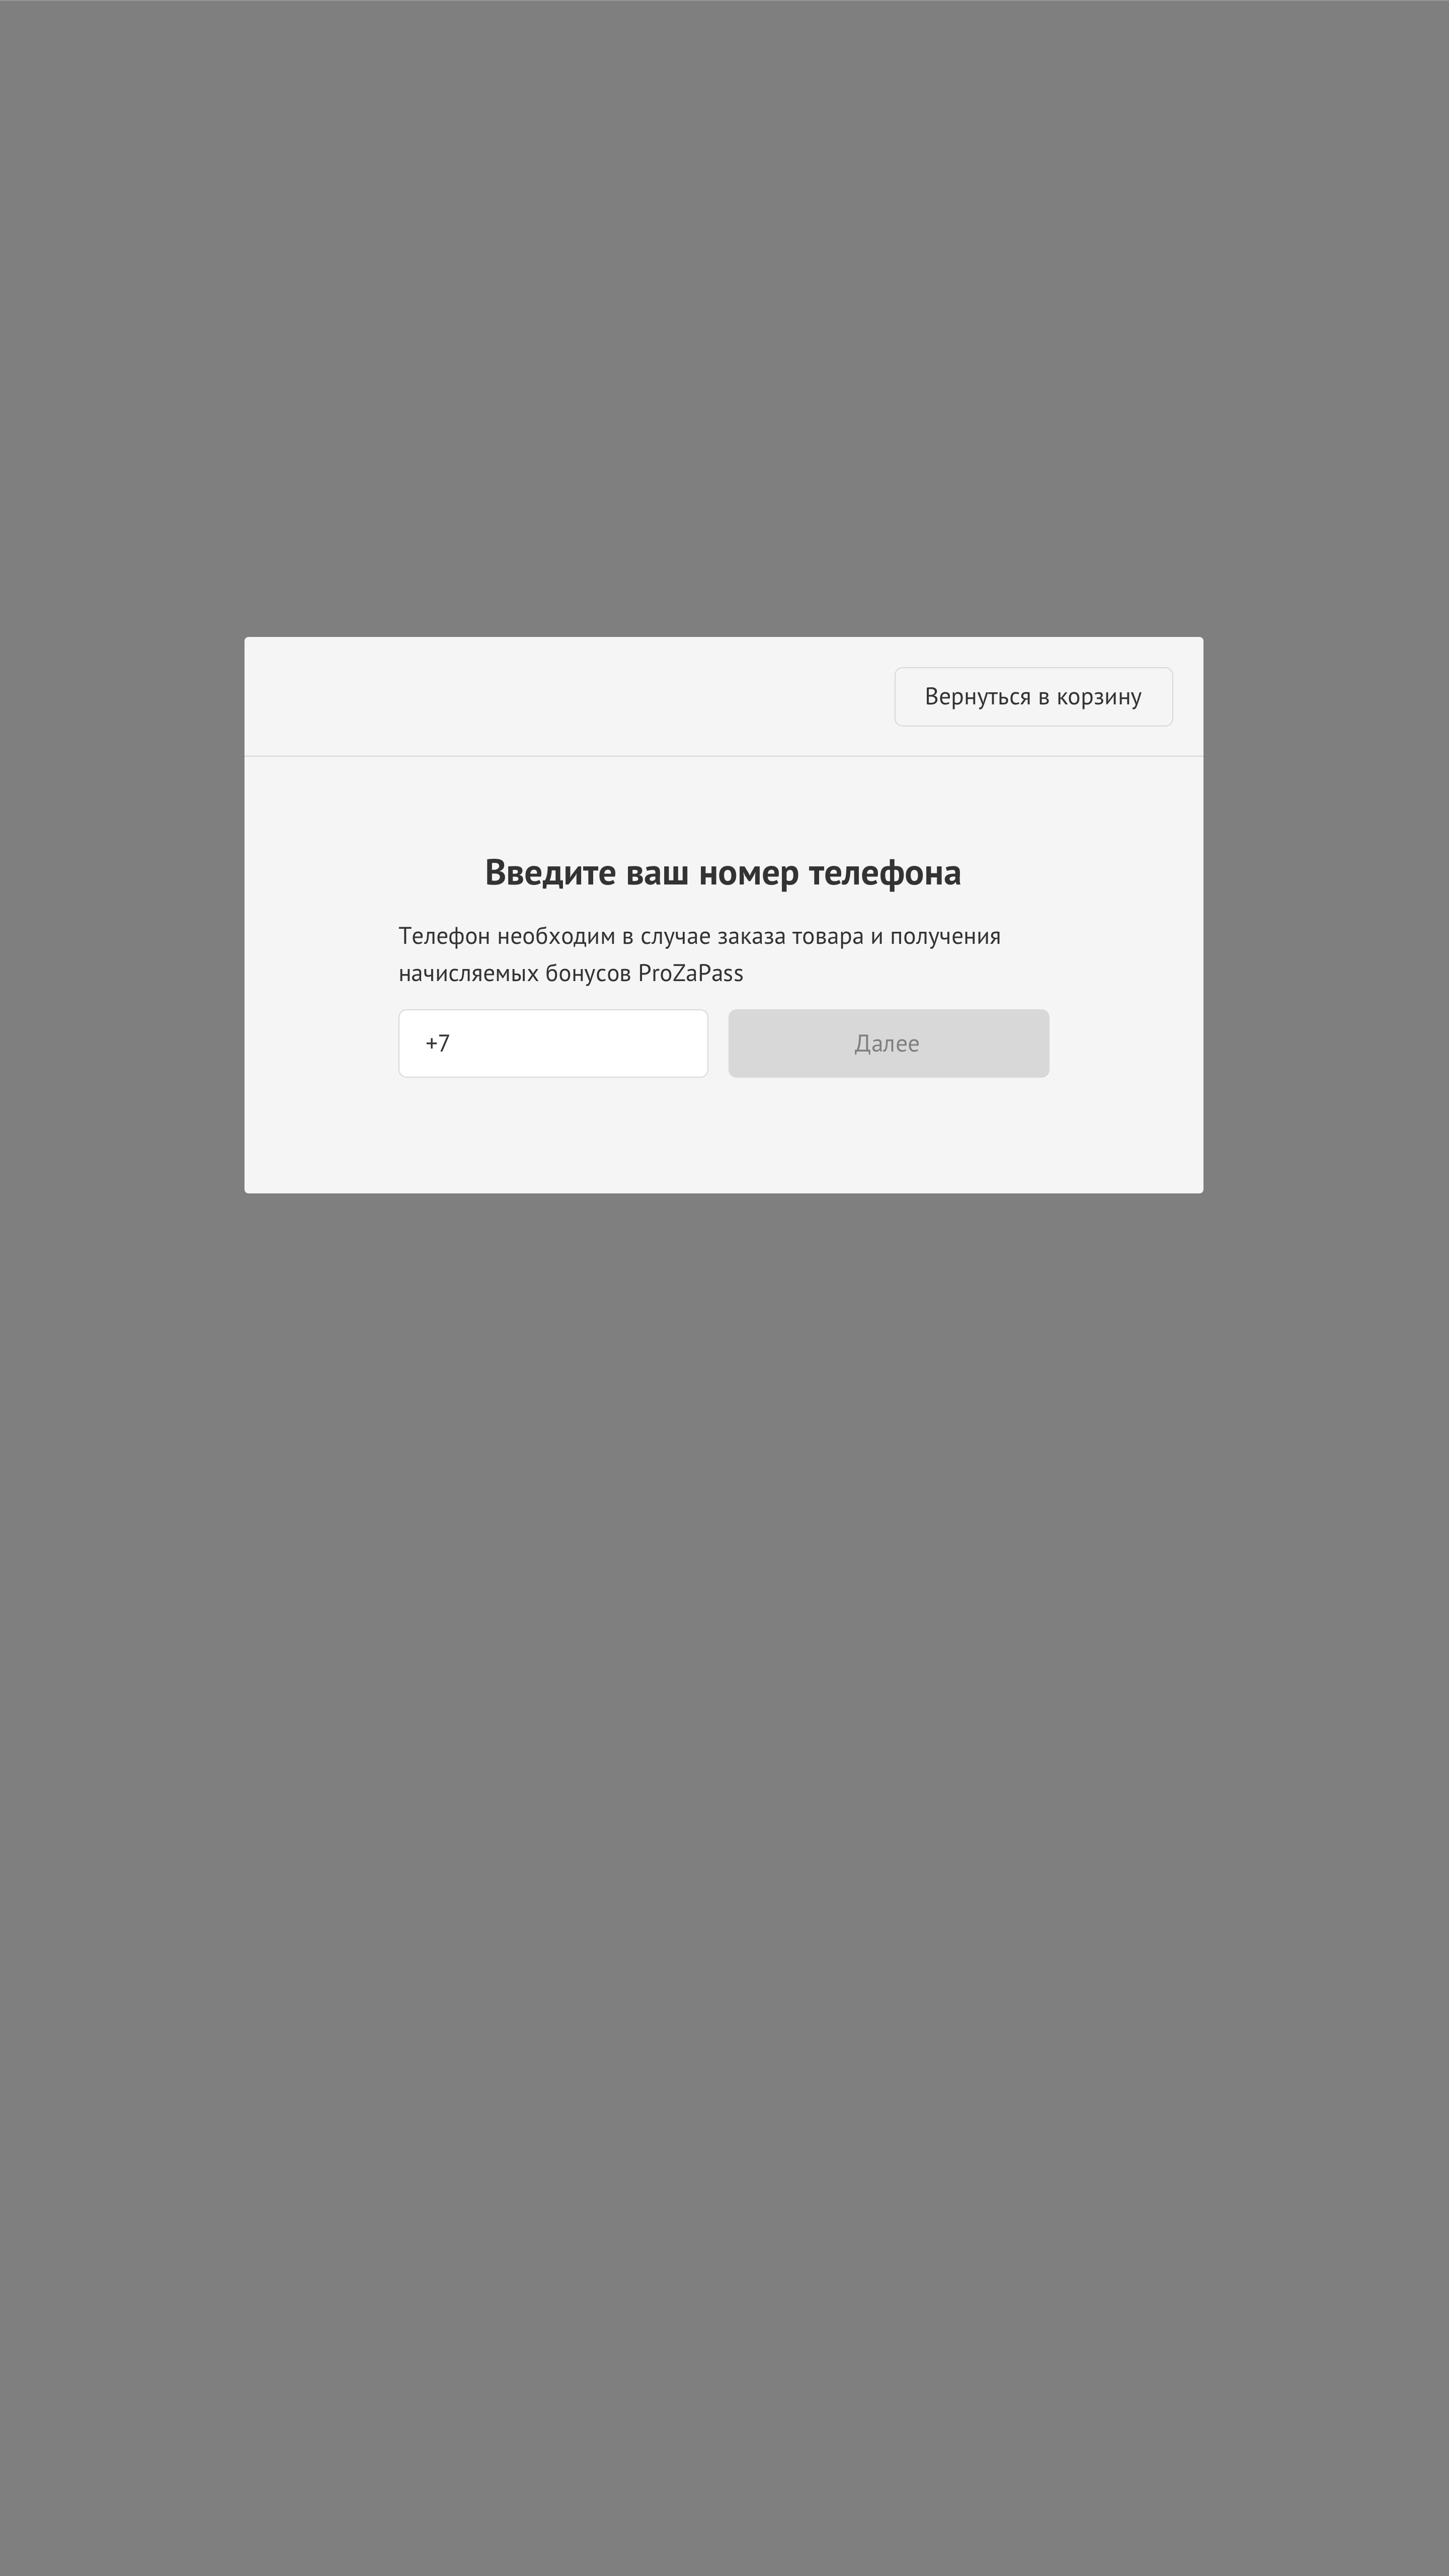 Вернуться в корзину
Введите ваш номер телефона
Телефон необходим в случае заказа товара и получения
начисляемых бонусов ProZaPass
+7
Далее